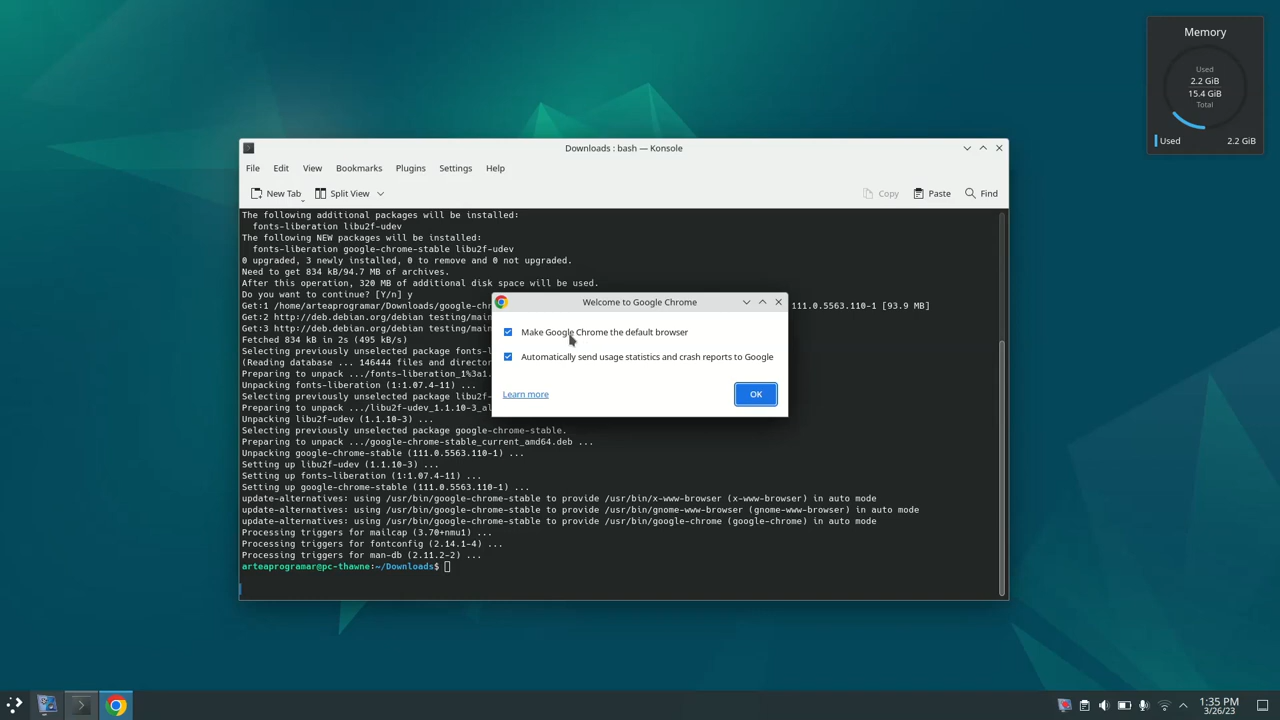 Memory
Used
2.2 GiB
15.4 GiB
Total
Used 2.2 GiB
Downloads : bash — Konsole
File Edit View Bookmarks Plugins Settings Help
New Tab Split View Copy Paste Find
The following additional packages will be installed:
fonts-liberation libu2f-udev
The following NEW packages will be installed:
fonts-liberation google-chrome-stable libu2f-udev
0 upgraded, 3 newly installed, 0 to remove and 0 not upgraded.
Need to get 834 kB/94.7 MB of archives.
After this operation, 320 MB of additional disk space will be used.
Do you want to continue? [Y/n] y
Get:1 /home/arteaprogramar/Downloads/google-ch 111.0.5563.110-1 [93.9 MB]
Get:2 http://deb.debian.org/debian testing/mai
Get:3 http://deb.debian.org/debian testing/mai
Fetched 834 kB in 2s (495 kB/s)
Selecting previously unselected package fonts-l
(Reading database ... 146444 files and director
Preparing to unpack .../fonts-liberation_1%3a1.
Unpacking fonts-liberation (1:1.07.4-11) ...
Selecting previously unselected package libu2f-
Preparing to unpack .../libu2f-udev_1.1.10-3_al
Unpacking libu2f-udev (1.1.10-3) ...
Selecting previously unselected package google-chrome-stable.
Preparing to unpack .../google-chrome-stable_current_amd64.deb ...
Unpacking google-chrome-stable (111.0.5563.110-1) ...
Setting up libu2f-udev (1.1.10-3) ...
Setting up fonts-liberation (1:1.07.4-11) ...
Setting up google-chrome-stable (111.0.5563.110-1) ...
update-alternatives: using /usr/bin/google-chrome-stable to provide /usr/bin/x-www-browser (x-www-browser) in auto mode
update-alternatives: using /usr/bin/google-chrome-stable to provide /usr/bin/gnome-www-browser (gnome-www-browser) in auto mode
update-alternatives: using /usr/bin/google-chrome-stable to provide /usr/bin/google-chrome (google-chrome) in auto mode
Processing triggers for mailcap (3.70+nmu1) ...
Processing triggers for fontconfig (2.14.1-4) ...
Processing triggers for man-db (2.11.2-2) ...
arteaprogramar@pc-thawne:~/Downloads$
Welcome to Google Chrome
Make Google Chrome the default browser
Automatically send usage statistics and crash reports to Google
Learn more OK
1:35 PM
3/26/23